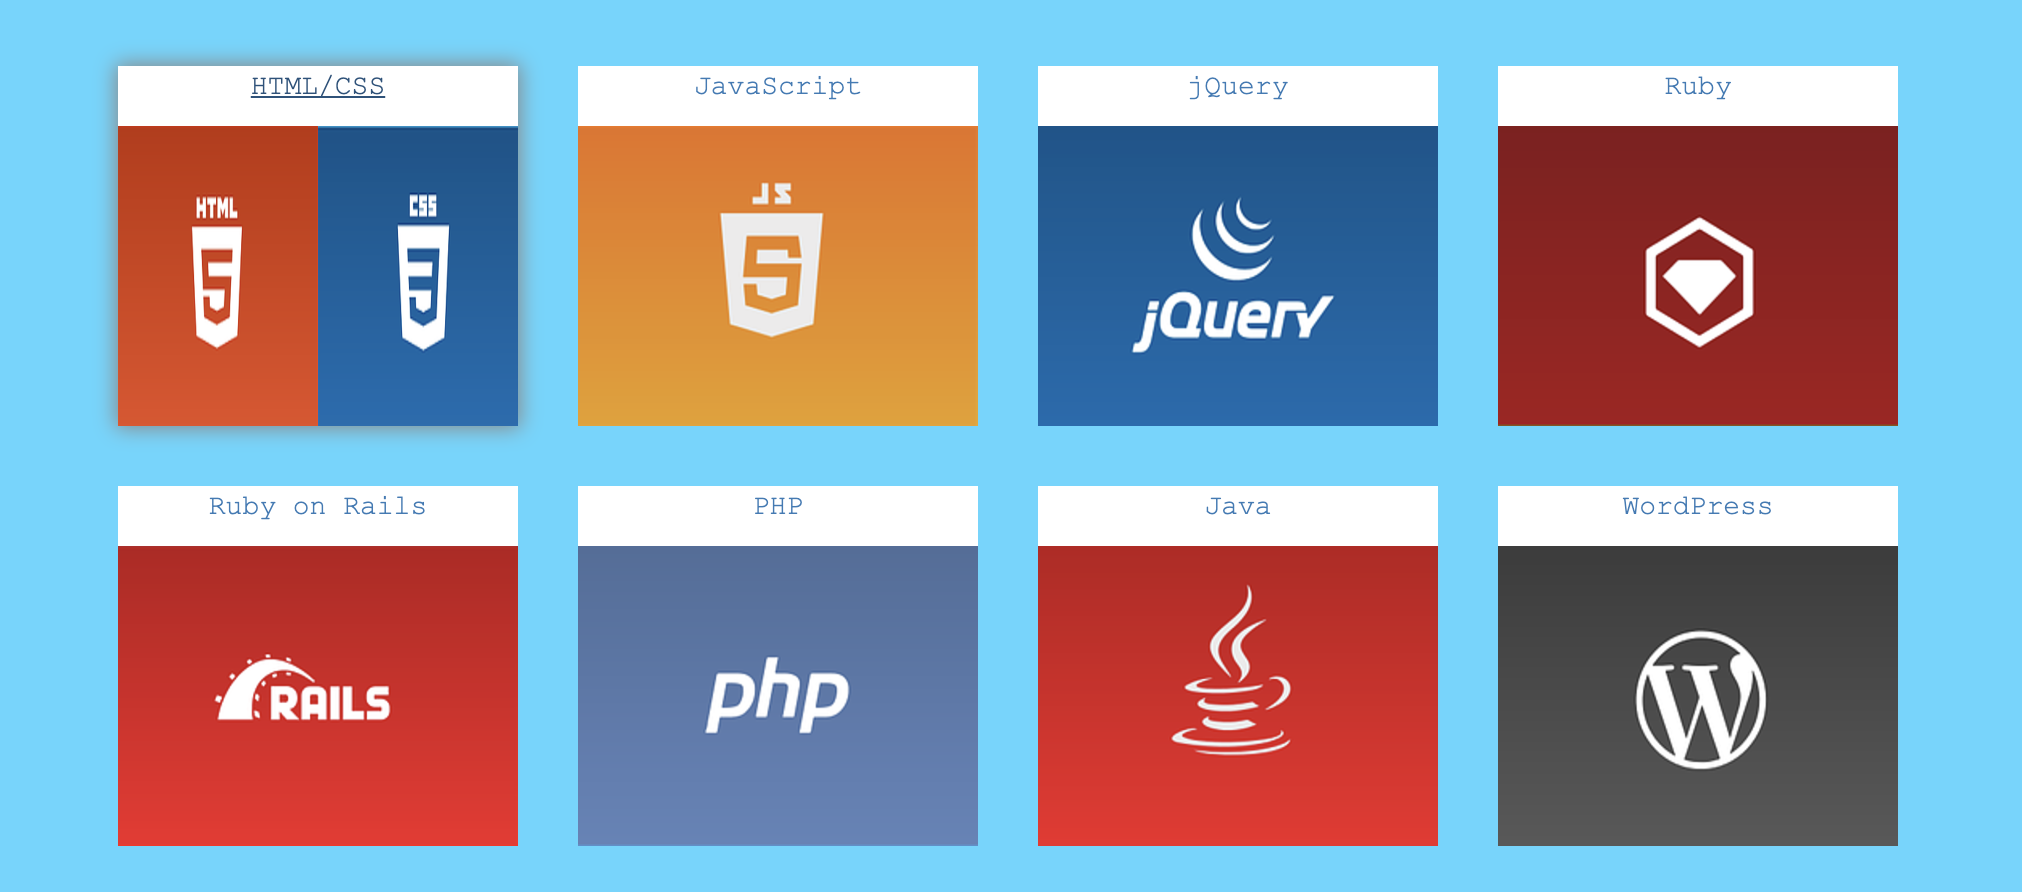 HTML/CSS
JavaScript
jQuery
Ruby
HTML
5
CSS
3
JS
5
jQuery
Ruby on Rails
PHP
Java
WordPress
RAILS
php
W